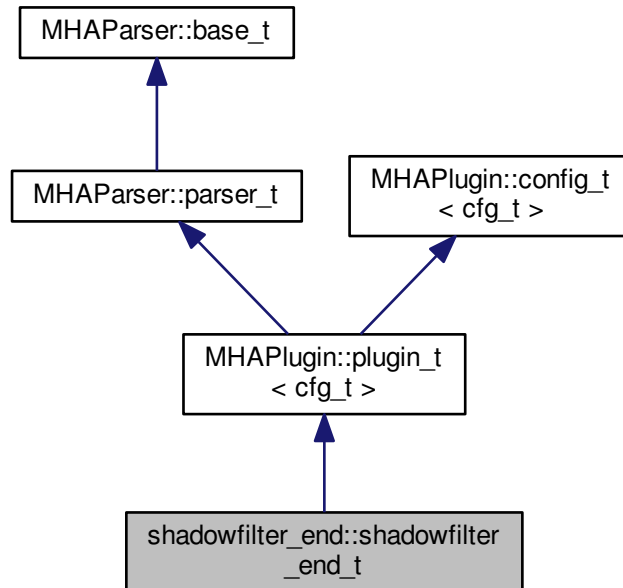 MHAParser::base_t
MHAParser::parser_t
MHAPlugin::config_t
< cfg_t >
MHAPlugin::plugin_t
< cfg_t >
shadowfilter_end::shadowfilter
_end_t